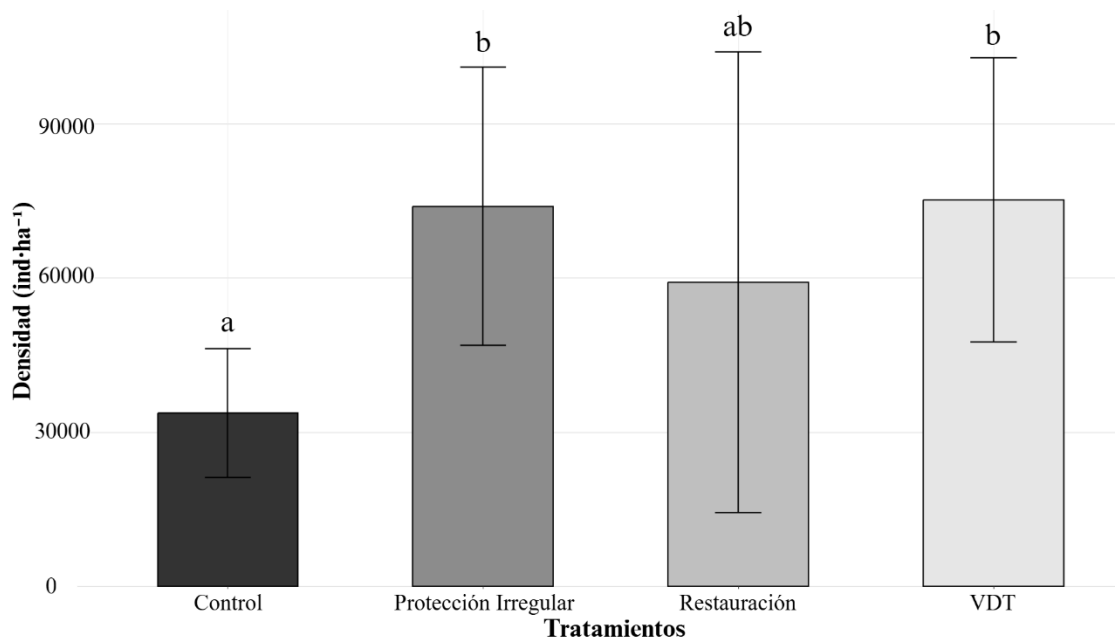 ab
b
b
90000
60000
a
30000
0
Densidad (ind·ha⁻¹)
Control
Protección Irregular
Restauración
VDT
Tratamientos